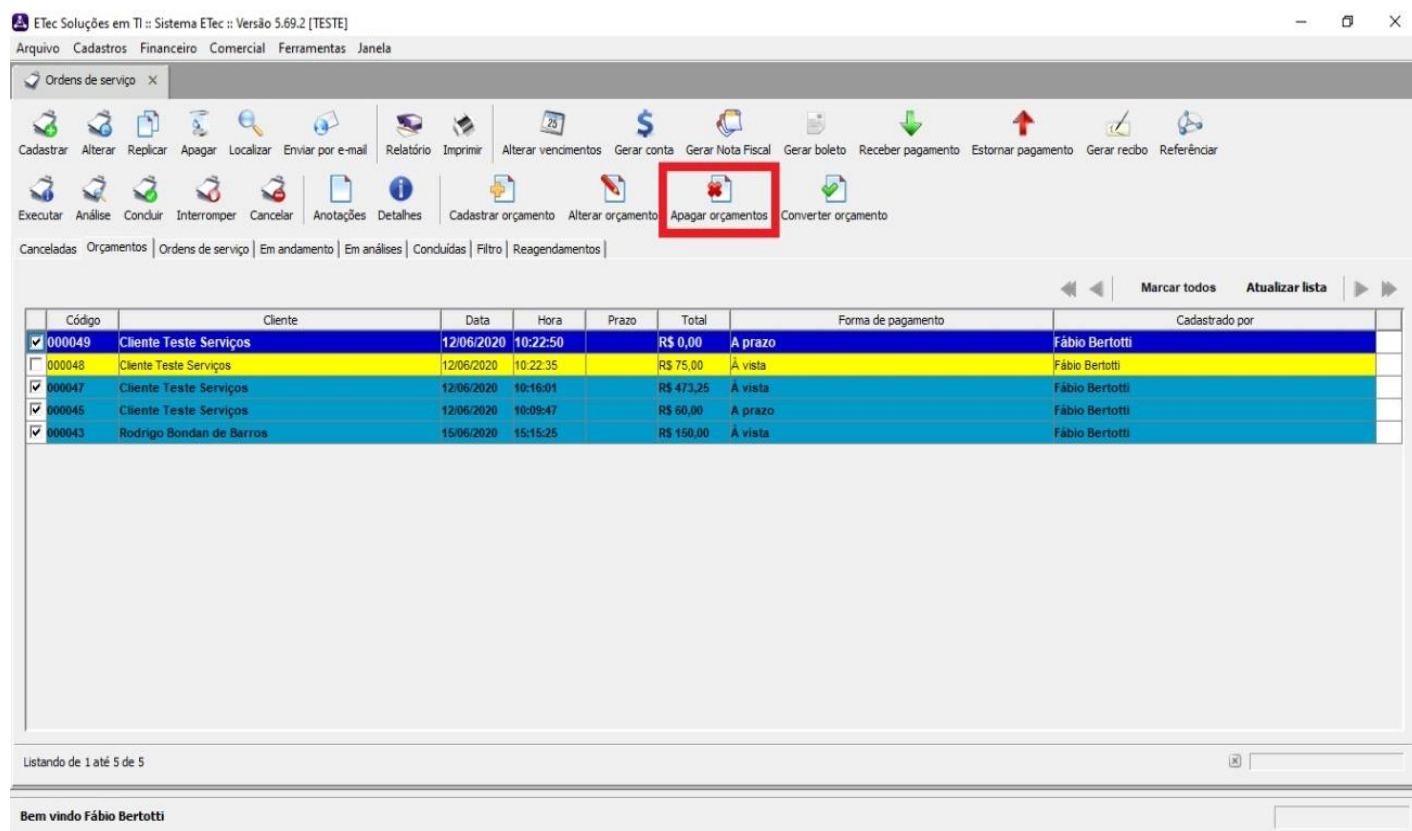 ETec Soluções em TI :: Sistema ETec :: Versão 5.69.2 [TESTE]
Arquivo Cadastros Financeiro Comercial Ferramentas Janela
Ordens de serviço X
25
Cadastrar Alterar Replicar Apagar Localizar Enviar por e-mail Relatório Imprimir Alterar vencimentos Gerar conta Gerar Nota Fiscal Gerar boleto Receber pagamento Estornar pagamento Gerar recibo Referênciar
Executar Análise Concluir Interromper Cancelar Anotações Detalhes Cadastrar orçamento Alterar orçamento Apagar orçamentos Converter orçamento
Canceladas Orçamentos Ordens de serviço Em andamento Em análises Concluídas Filtro Reagendamentos
Marcar todos Atualizar lista
Código Cliente Data Hora Prazo Total Forma de pagamento Cadastrado por
000049 Cliente Teste Serviços 12/06/2020 10:22:50 R$ 0,00 A prazo Fábio Bertotti
000048 Cliente Teste Serviços 12/06/2020 10:22:35 R$ 75,00 À vista Fábio Bertotti
000047 Cliente Teste Serviços 12/06/2020 10:16:01 R$ 473,25 À vista Fábio Bertotti
000045 Cliente Teste Serviços 12/06/2020 10:09:47 R$ 60,00 A prazo Fábio Bertotti
000043 Rodrigo Bondan de Barros 15/06/2020 15:15:25 R$ 150,00 À vista Fábio Bertotti
Listando de 1 até 5 de 5
Bem vindo Fábio Bertotti